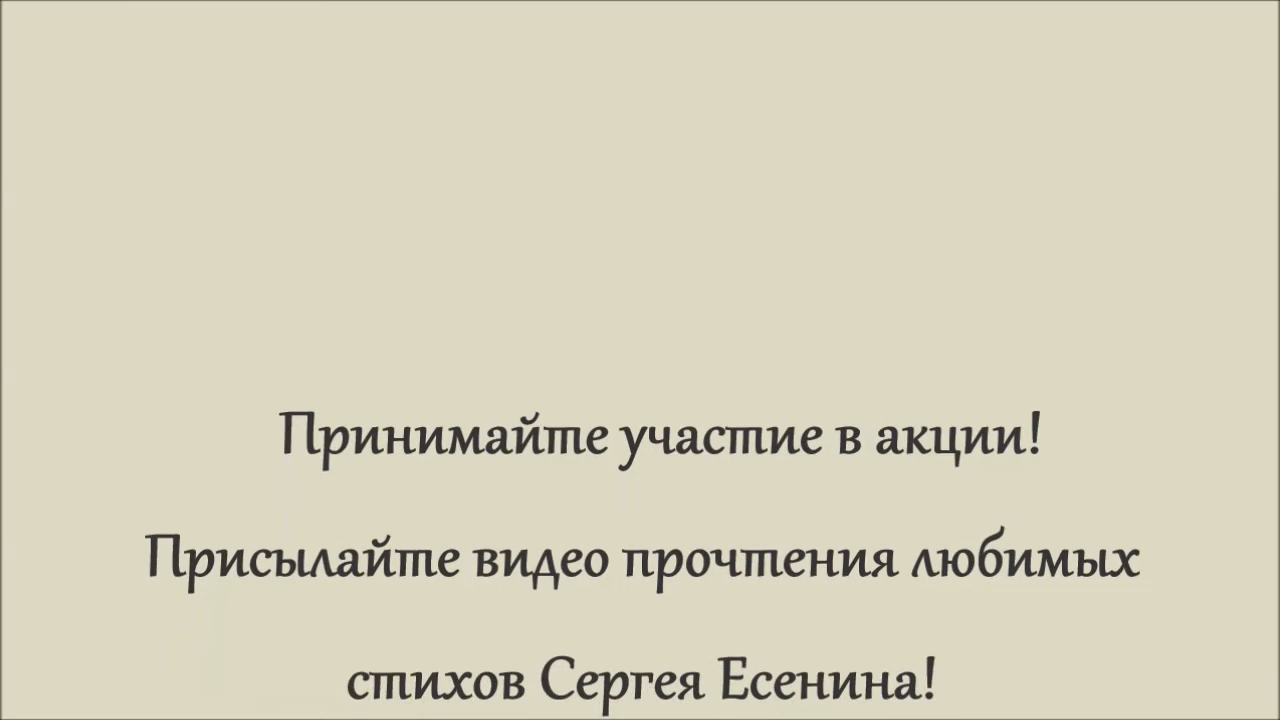 Принимайте участие в акции!
Присылайте видео прочтения любимых
стихов Сергея Есенина!